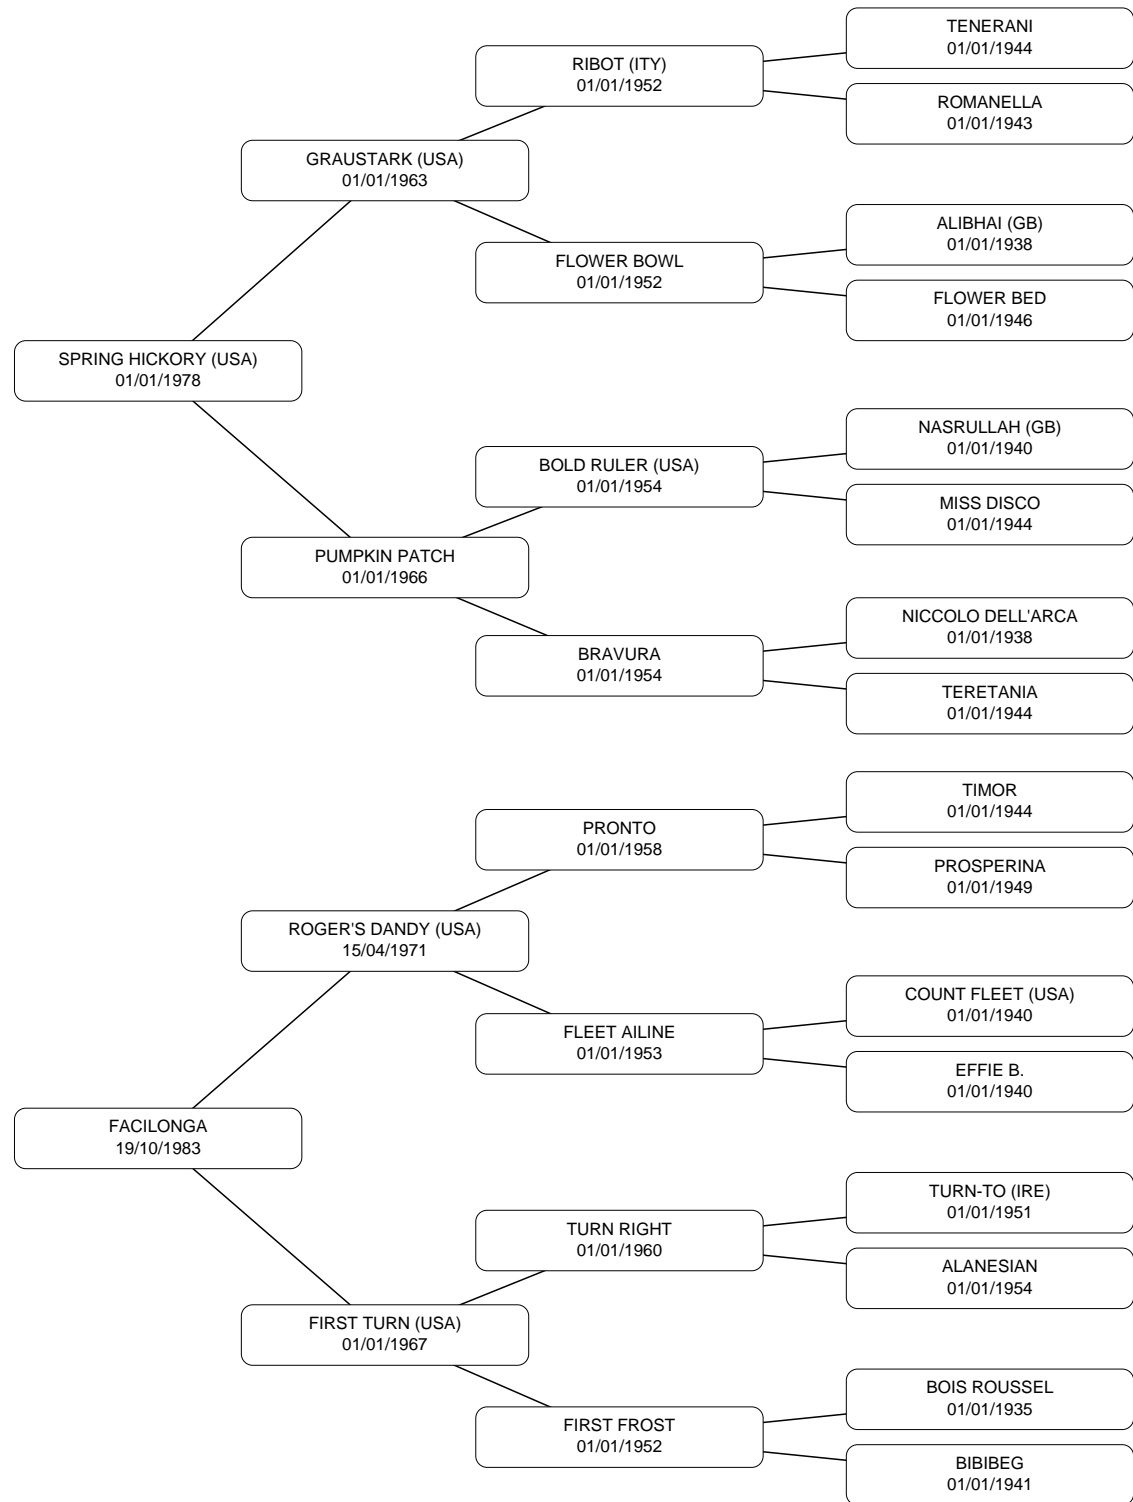 TENERANI
01/01/1944
RIBOT (ITY)
01/01/1952
ROMANELLA
01/01/1943
GRAUSTARK (USA)
01/01/1963
ALIBHAI (GB)
01/01/1938
FLOWER BOWL
01/01/1952
FLOWER BED
01/01/1946
SPRING HICKORY (USA)
01/01/1978
NASRULLAH (GB)
01/01/1940
BOLD RULER (USA)
01/01/1954
MISS DISCO
01/01/1944
PUMPKIN PATCH
01/01/1966
NICCOLO DELL'ARCA
01/01/1938
BRAVURA
01/01/1954
TERETANIA
01/01/1944
TIMOR
01/01/1944
PRONTO
01/01/1958
PROSPERINA
01/01/1949
ROGER'S DANDY (USA)
15/04/1971
COUNT FLEET (USA)
01/01/1940
FLEET AILINE
01/01/1953
EFFIE B.
01/01/1940
FACILONGA
19/10/1983
TURN-TO (IRE)
01/01/1951
TURN RIGHT
01/01/1960
ALANESIAN
01/01/1954
FIRST TURN (USA)
01/01/1967
BOIS ROUSSEL
01/01/1935
FIRST FROST
01/01/1952
BIBIBEG
01/01/1941